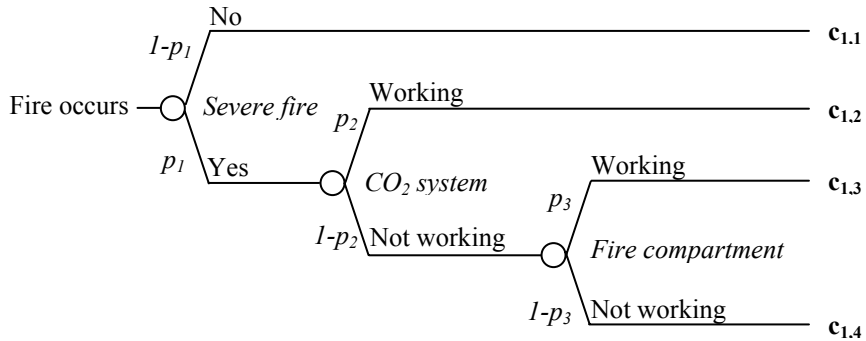 No c₁,₁
1-p₁
Fire occurs Severe fire Working c₁,₂
p₂
p₁ Yes CO₂ system Working c₁,₃
p₃
1-p₂ Not working Fire compartment
1-p₃ Not working
c₁,₄